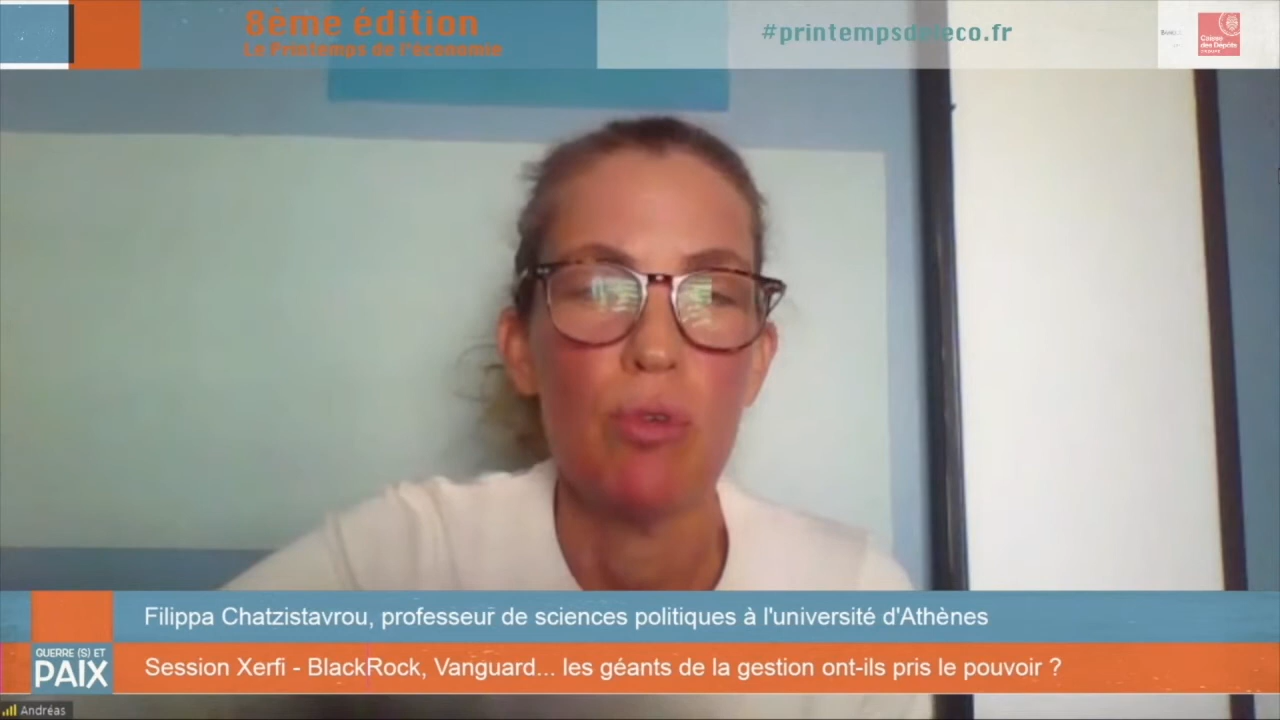 8ème édition
Le Printemps de l'économie
#printempsdeleco.fr
Caisse
des Dépôts
GROUPE
Filippa Chatzistavrou, professeur de sciences politiques à l'université d'Athènes
GUERRE (S) ET
PAIX
Session Xerfi - BlackRock, Vanguard... les géants de la gestion ont-ils pris le pouvoir ?
Andréas